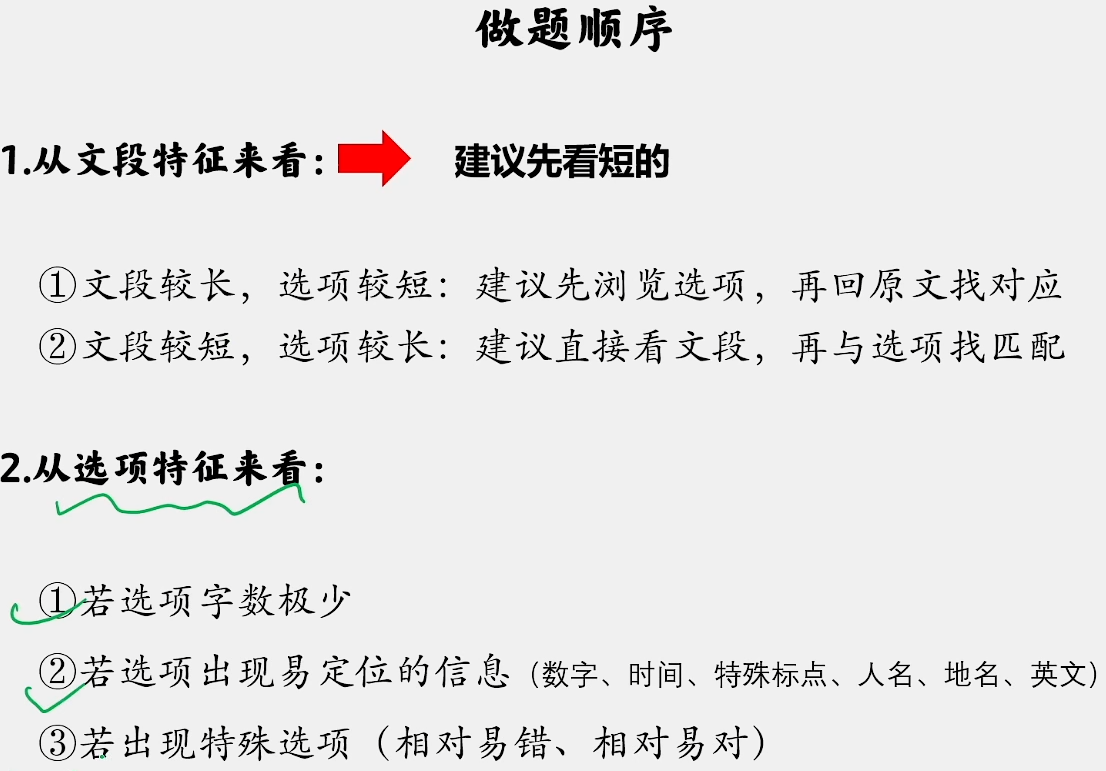 做题顺序
1.从文段特征来看： 建议先看短的
①文段较长，选项较短：建议先浏览选项，再回原文找对应
②文段较短，选项较长：建议直接看文段，再与选项找匹配
2.从选项特征来看：
①若选项字数极少
②若选项出现易定位的信息（数字、时间、特殊标点、人名、地名、英文）
③若出现特殊选项（相对易错、相对易对）